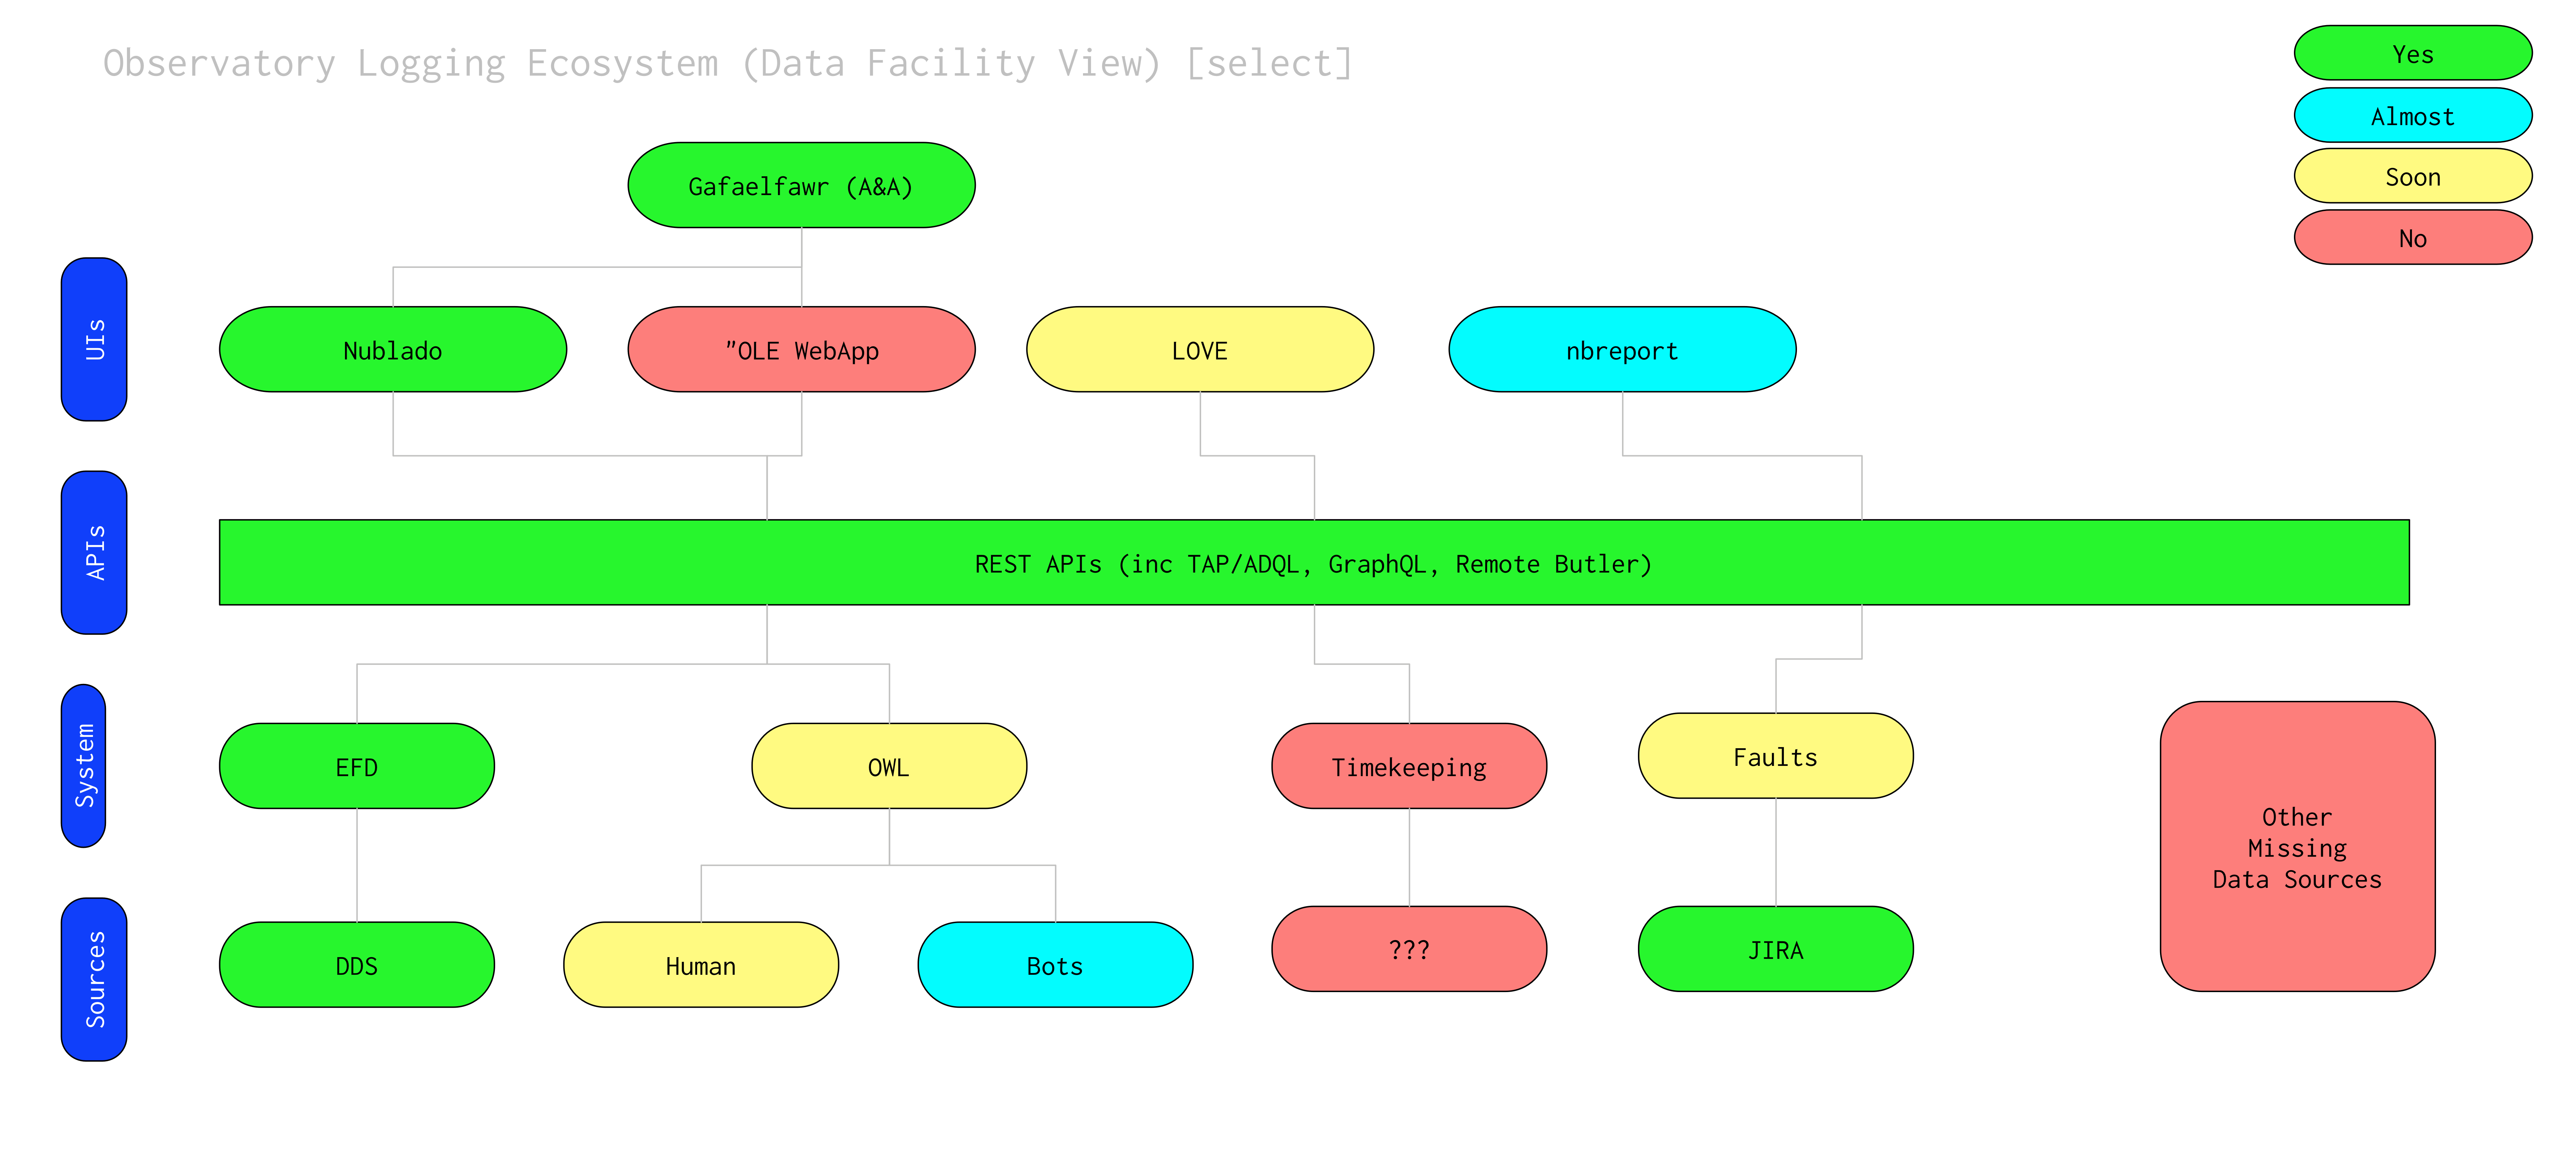 Observatory Logging Ecosystem (Data Facility View) [select]
Yes
Almost
Soon
No
Gafaelfawr (A&A)
UIs
Nublado
"OLE WebApp
LOVE
nbreport
APIs
REST APIs (inc TAP/ADQL, GraphQL, Remote Butler)
System
EFD
OWL
Timekeeping
Faults
Other
Missing
Data Sources
Sources
DDS
Human
Bots
???
JIRA